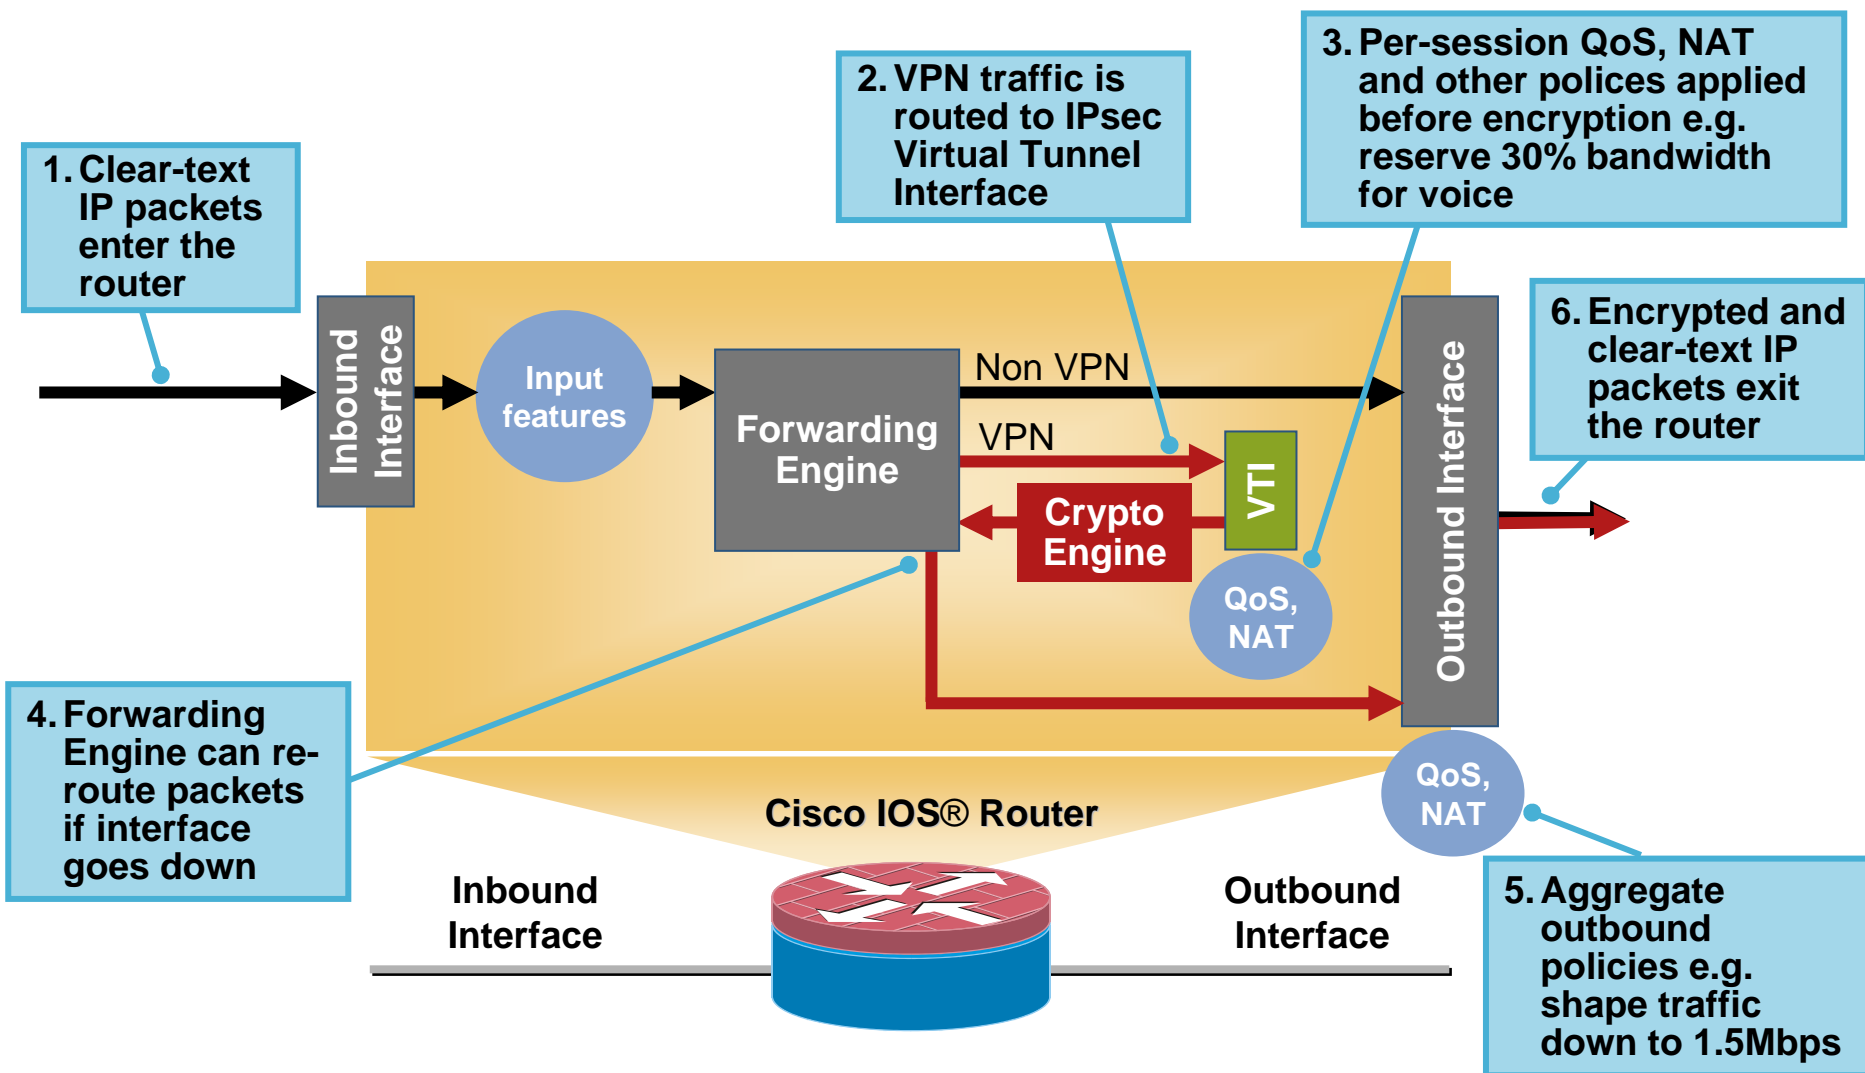 3. Per-session QoS, NAT
and other polices applied
before encryption e.g.
reserve 30% bandwidth
for voice
2. VPN traffic is
routed to IPsec
Virtual Tunnel
Interface
1. Clear-text
IP packets
enter the
router
6. Encrypted and
clear-text IP
packets exit
the router
Inbound
Interface
Input
features
Forwarding
Engine
Non VPN
VPN
VTI
Crypto
Engine
QoS,
NAT
Outbound Interface
4. Forwarding
Engine can re-
route packets
if interface
goes down
QoS,
NAT
Cisco IOS® Router
Inbound
Interface
Outbound
Interface
5. Aggregate
outbound
policies e.g.
shape traffic
down to 1.5Mbps